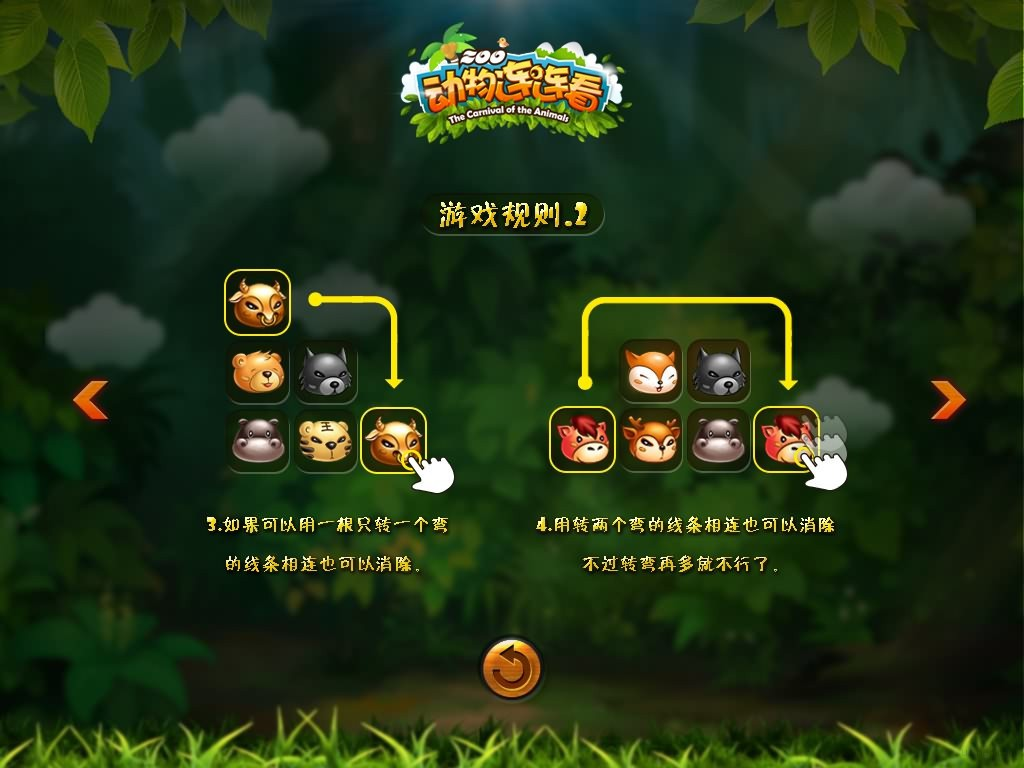 ZOO
动物连连看
The Carnival of the Animals
游戏规则.2
3.如果可以用一根只转一个弯
的线条相连也可以消除。
4.用转两个弯的线条相连也可以消除
不过转弯再多就不行了。
王